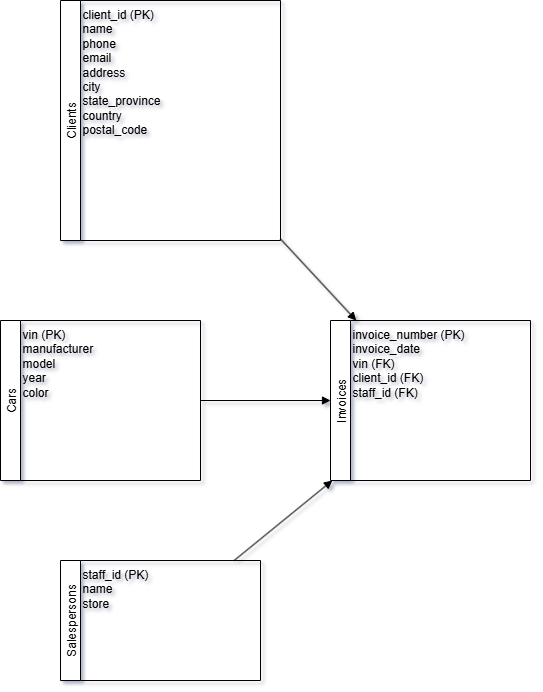 Clients
client_id (PK)
name
phone
email
address
city
state_province
country
postal_code
Cars
vin (PK)
manufacturer
model
year
color
Invoices
invoice_number (PK)
invoice_date
vin (FK)
client_id (FK)
staff_id (FK)
Salespersons
staff_id (PK)
name
store